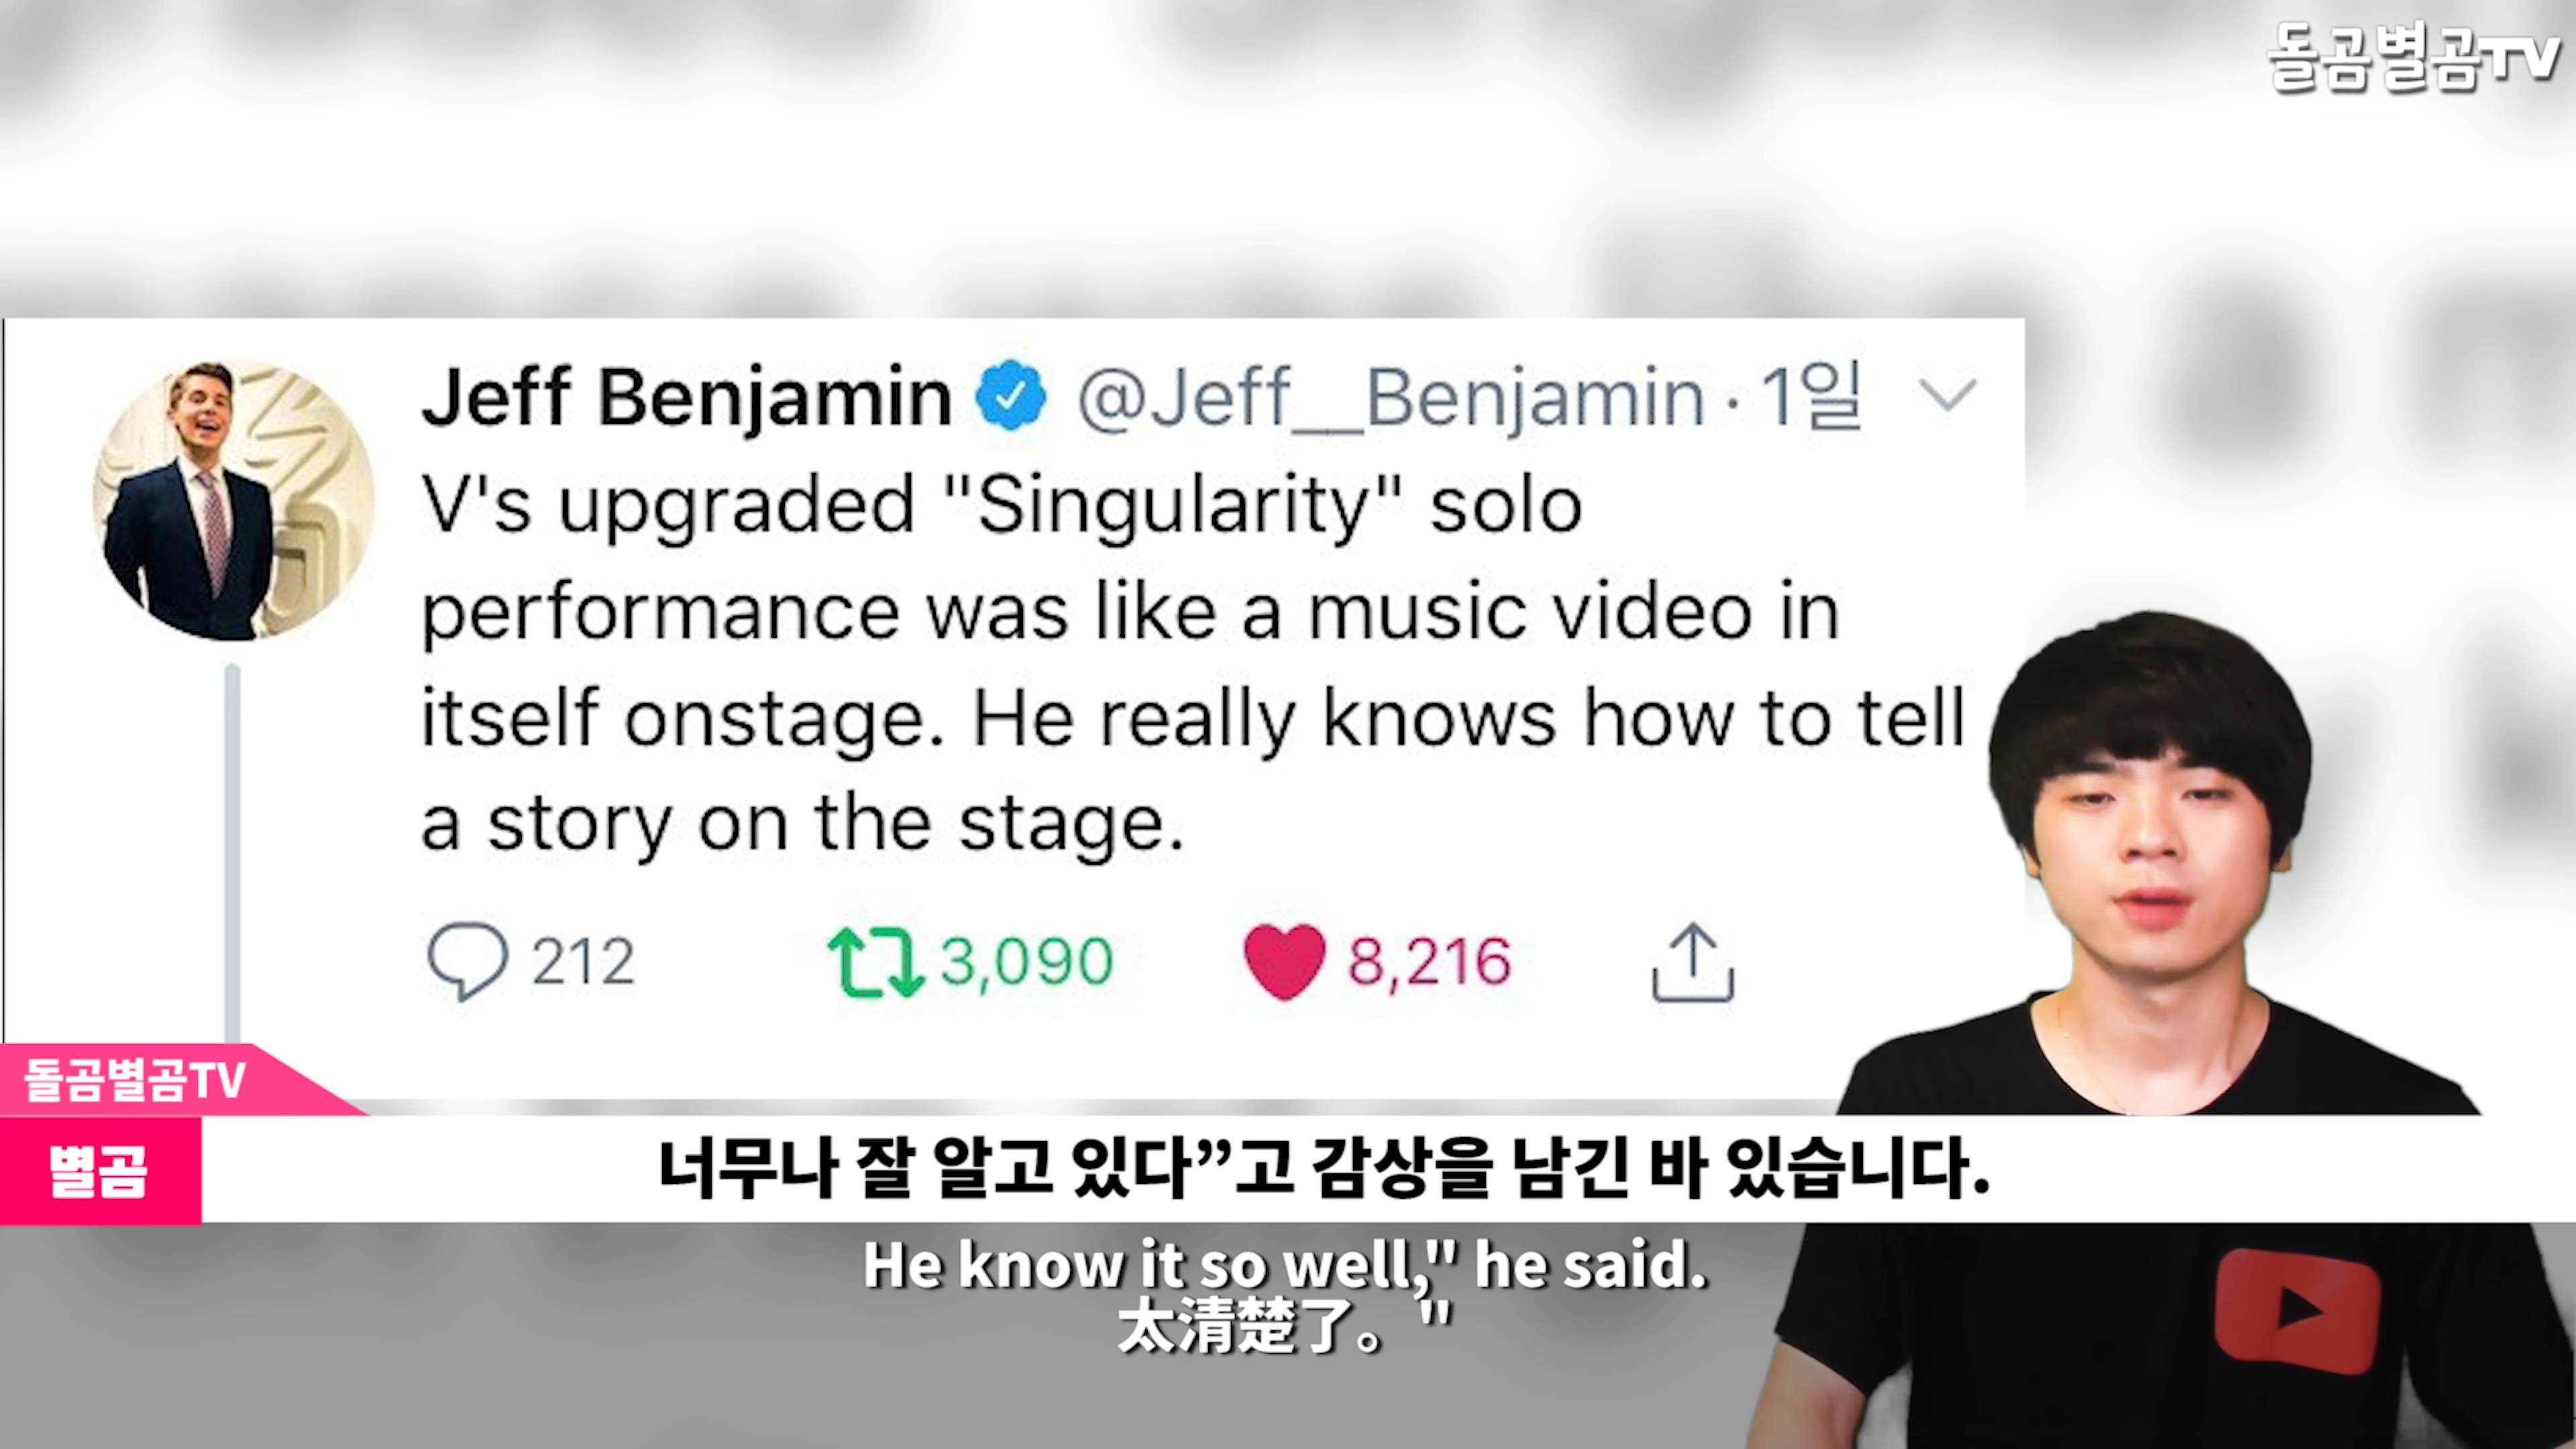 돌곰별곰TV
Jeff Benjamin @Jeff__Benjamin · 1일
V's upgraded "Singularity" solo
performance was like a music video in
itself onstage. He really knows how to tell
a story on the stage.
212 3,090 8,216
돌곰별곰TV
별곰
너무나 잘 알고 있다”고 감상을 남긴 바 있습니다.
He know it so well," he said.
太清楚了。"